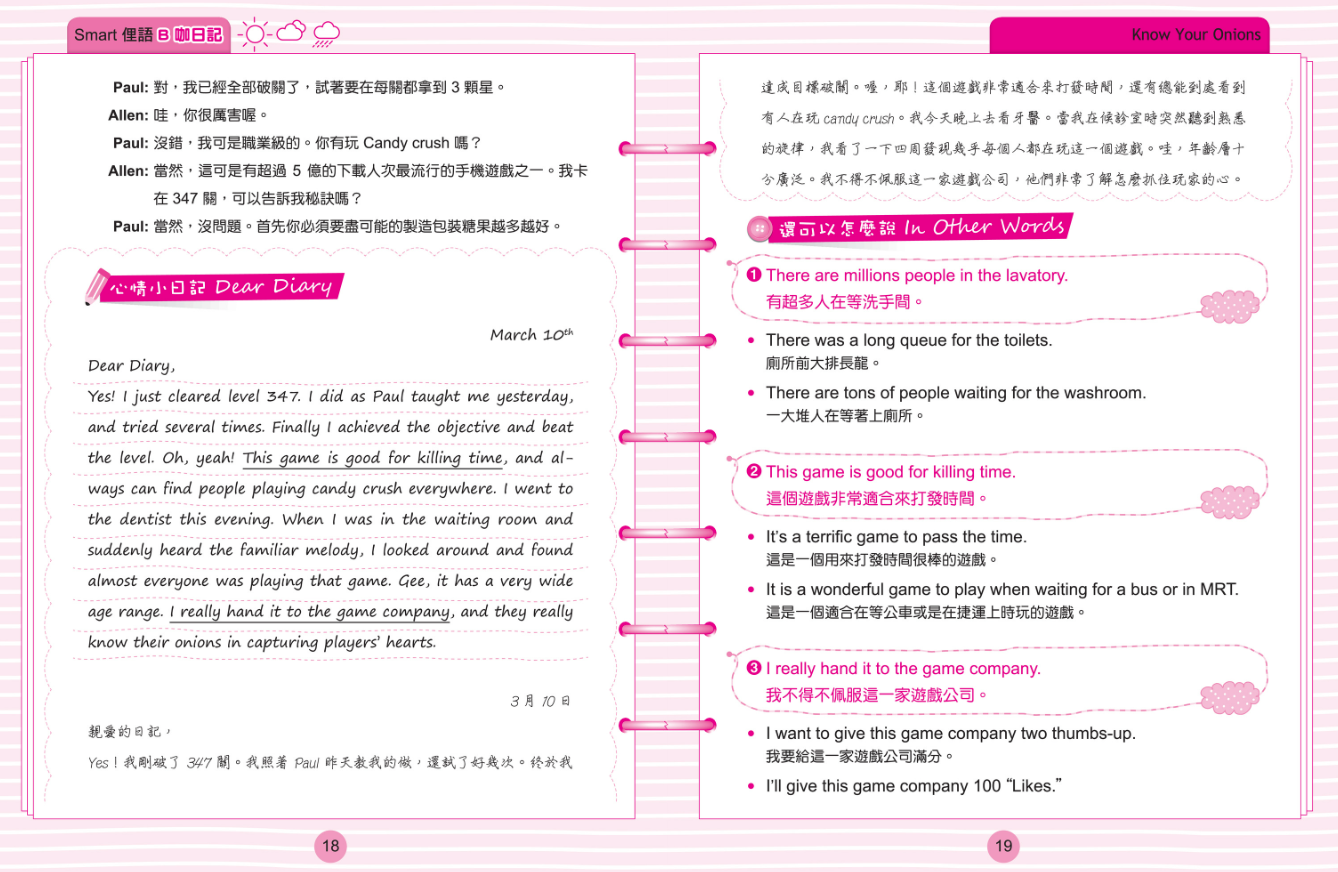 Smart 俚語 B 咖日記
Paul: 對，我已經全部破關了，試著要在每關都拿到 3 顆星。
Allen: 哇，你很厲害喔。
Paul: 沒錯，我可是職業級的。你有玩 Candy crush 嗎？
Allen: 當然，這可是有超過 5 億的下載人次最流行的手機遊戲之一。我卡
在 347 關，可以告訴我秘訣嗎？
Paul: 當然，沒問題。首先你必須要盡可能的製造包裝糖果越多越好。
心情小日記 Dear Diary
March 10th
Dear Diary,
Yes! I just cleared level 347. I did as Paul taught me yesterday,
and tried several times. Finally I achieved the objective and beat
the level. Oh, yeah! This game is good for killing time, and al-
ways can find people playing candy crush everywhere. I went to
the dentist this evening. When I was in the waiting room and
suddenly heard the familiar melody, I looked around and found
almost everyone was playing that game. Gee, it has a very wide
age range. I really hand it to the game company, and they really
know their onions in capturing players' hearts.
3 月 10 日
親愛的日記，
Yes！我剛破了 347 關。我照著 Paul 昨天教我的做，還試了好幾次。終於我
18
Know Your Onions
達成目標破關。喔，耶！這個遊戲非常適合來打發時間，還有總能到處看到
有人在玩 candy crush。我今天晚上去看牙醫。當我在候診室時突然聽到熟悉
的旋律，我看了一下四周發現幾乎每個人都在玩這一個遊戲。哇，年齡層十
分廣泛。我不得不佩服這一家遊戲公司，他們非常了解怎麼抓住玩家的心。
還可以怎麼說 In Other Words
1 There are millions people in the lavatory.
有超多人在等洗手間。
• There was a long queue for the toilets.
廁所前大排長龍。
• There are tons of people waiting for the washroom.
一大堆人在等著上廁所。
2 This game is good for killing time.
這個遊戲非常適合來打發時間。
• It's a terrific game to pass the time.
這是一個用來打發時間很棒的遊戲。
• It is a wonderful game to play when waiting for a bus or in MRT.
這是一個適合在等公車或是在捷運上時玩的遊戲。
3 I really hand it to the game company.
我不得不佩服這一家遊戲公司。
• I want to give this game company two thumbs-up.
我要給這一家遊戲公司滿分。
• I'll give this game company 100 "Likes."
19